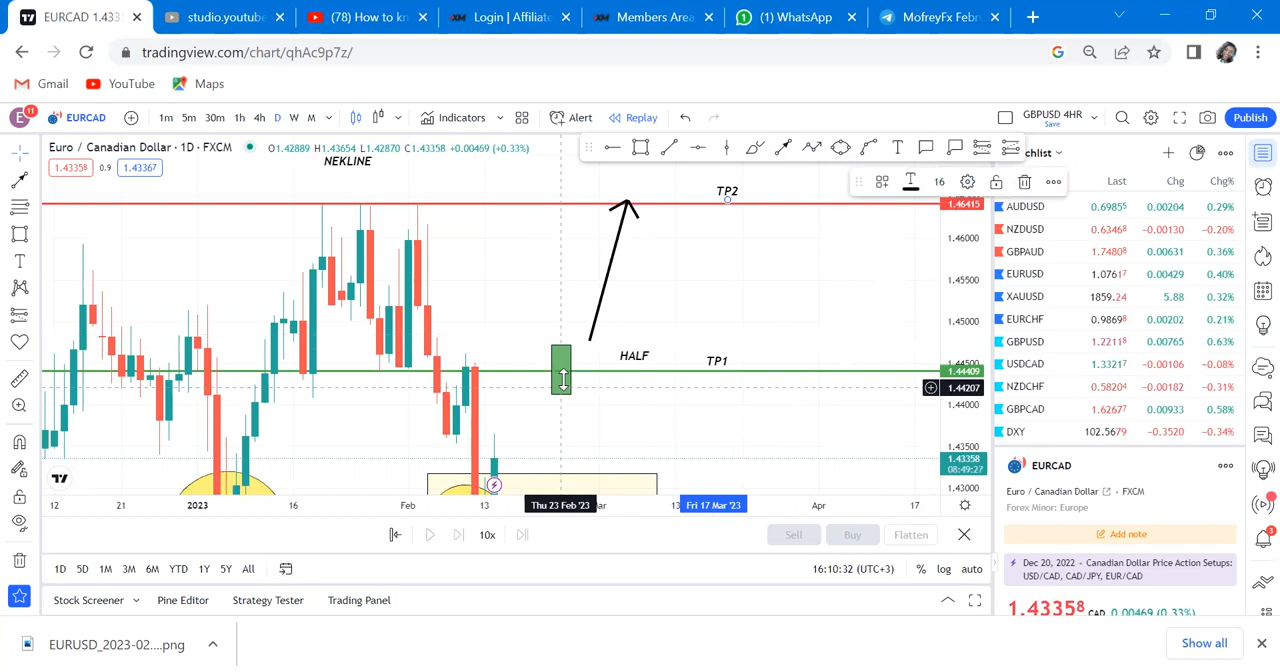 EURCAD 1.433
studio.youtube
(78) How to kn
XM Login | Affiliate
XM Members Area
(1) WhatsApp
MofreyFx Febr
tradingview.com/chart/qhAc9p7z/
Gmail YouTube Maps
E 11 EURCAD 1m 5m 30m 1h 4h D W M Indicators Alert Replay GBPUSD 4HR Save Publish
Euro / Canadian Dollar · 1D · FXCM O1.42889 H1.43654 L1.42870 C1.43358 +0.00469 (+0.33%)
1.43358 0.9 1.43367
NEKLINE
16
chlist
Last Chg Chg%
TP2
1.46415
1.46000
1.45500
1.45000
1.44500
HALF
TP1
1.44409
1.44207
1.44000
1.43500
1.43358
08:49:27
1.43000
AUDUSD 0.69855 0.00204 0.29%
NZDUSD 0.63468 -0.00130 -0.20%
GBPAUD 1.74808 0.00631 0.36%
EURUSD 1.07617 0.00429 0.40%
XAUUSD 1859.24 5.88 0.32%
EURCHF 0.98698 0.00202 0.21%
GBPUSD 1.22118 0.00765 0.63%
USDCAD 1.33217 -0.00106 -0.08%
NZDCHF 0.58204 -0.00182 -0.31%
GBPCAD 1.62677 0.00933 0.58%
DXY 102.5679 -0.3520 -0.34%
12 2023 16 Feb 13 Thu 23 Feb '23 Mar 13 Fri 17 Mar '23 Apr 17
EURCAD
Euro / Canadian Dollar · FXCM
Forex Minor: Europe
Add note
Dec 20, 2022 - Canadian Dollar Price Action Setups:
USD/CAD, CAD/JPY, EUR/CAD
1.43358 CAD 0.00469 (0.33%)
3
10x
Sell Buy Flatten
1D 5D 1M 3M 6M YTD 1Y 5Y All
16:10:32 (UTC+3) % log auto
Stock Screener Pine Editor Strategy Tester Trading Panel
EURUSD_2023-02....png
Show all